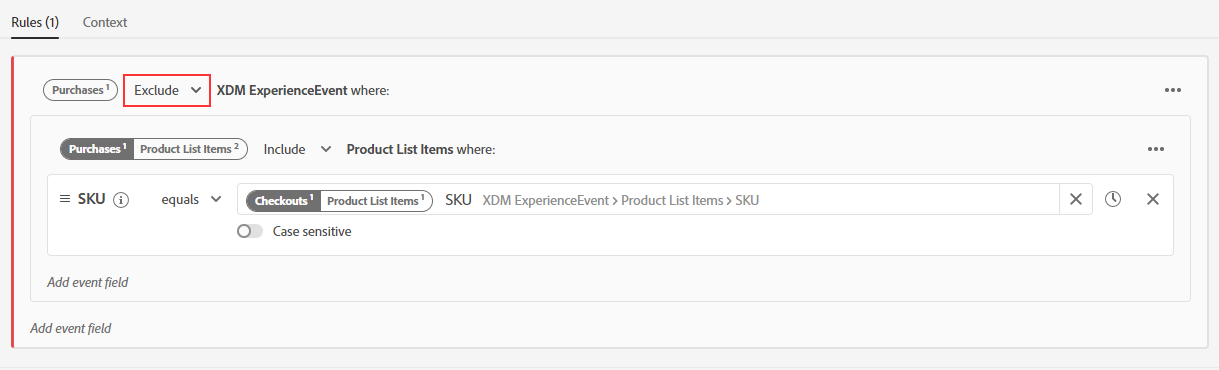 Rules (1) Context
Purchases 1 Exclude XDM ExperienceEvent where:
Purchases 1 Product List Items 2 Include Product List Items where:
SKU equals Checkouts 1 Product List Items 1 SKU XDM ExperienceEvent > Product List Items > SKU
Case sensitive
Add event field
Add event field